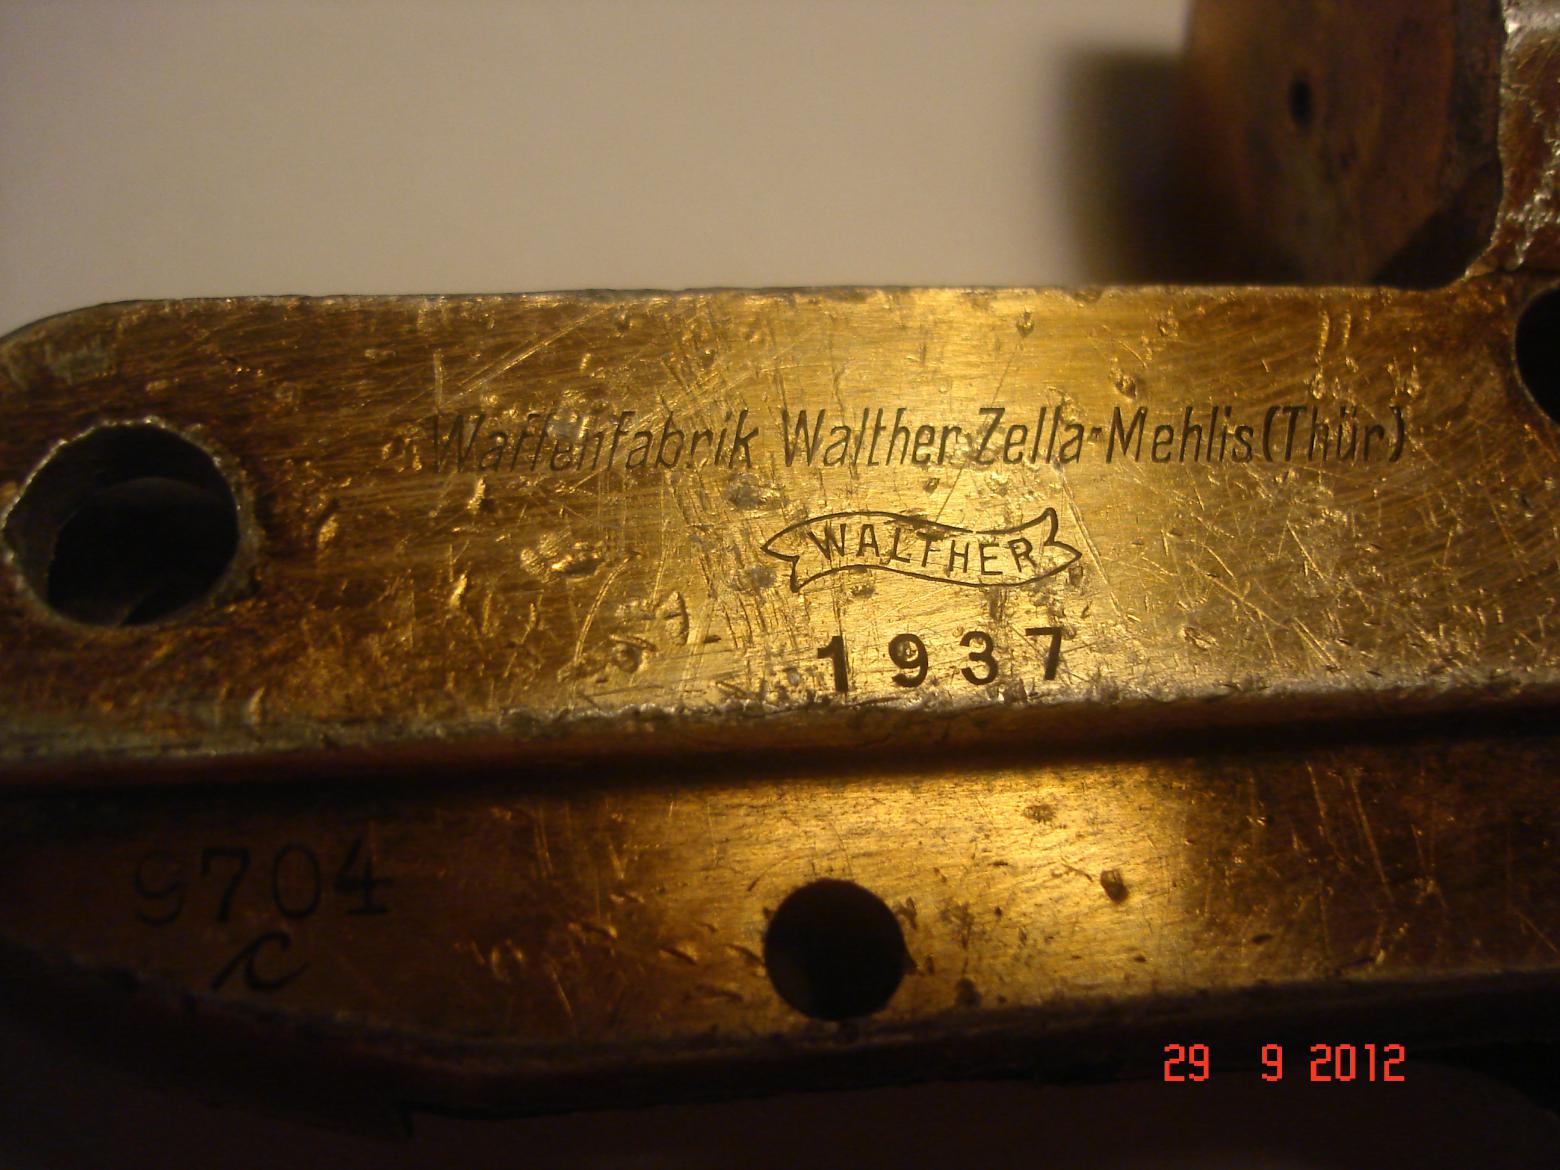 Waffenfabrik Walther Zella-Mehlis (Thür)
WALTHER
1937
9704
c
29 9 2012